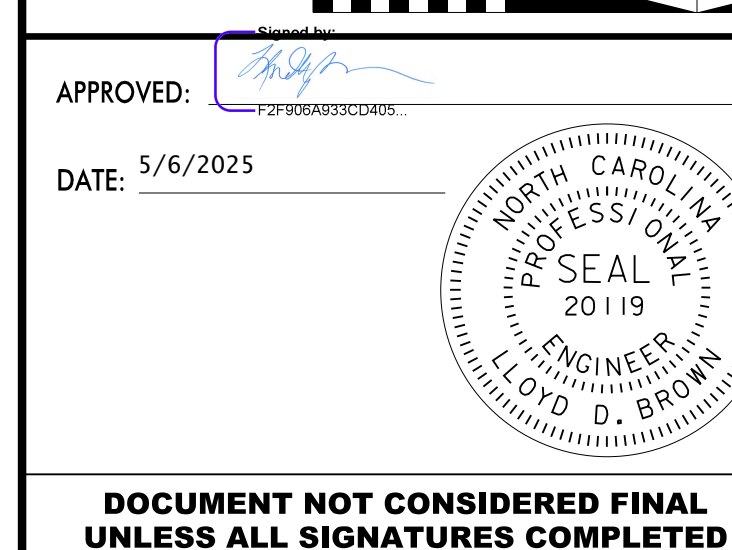 Signed by:
APPROVED:
F2F906A933CD405...
DATE: 5/6/2025
NORTH CAROLINA
PROFESSIONAL
SEAL
20119
ENGINEER
LLOYD D. BROWN
DOCUMENT NOT CONSIDERED FINAL
UNLESS ALL SIGNATURES COMPLETED